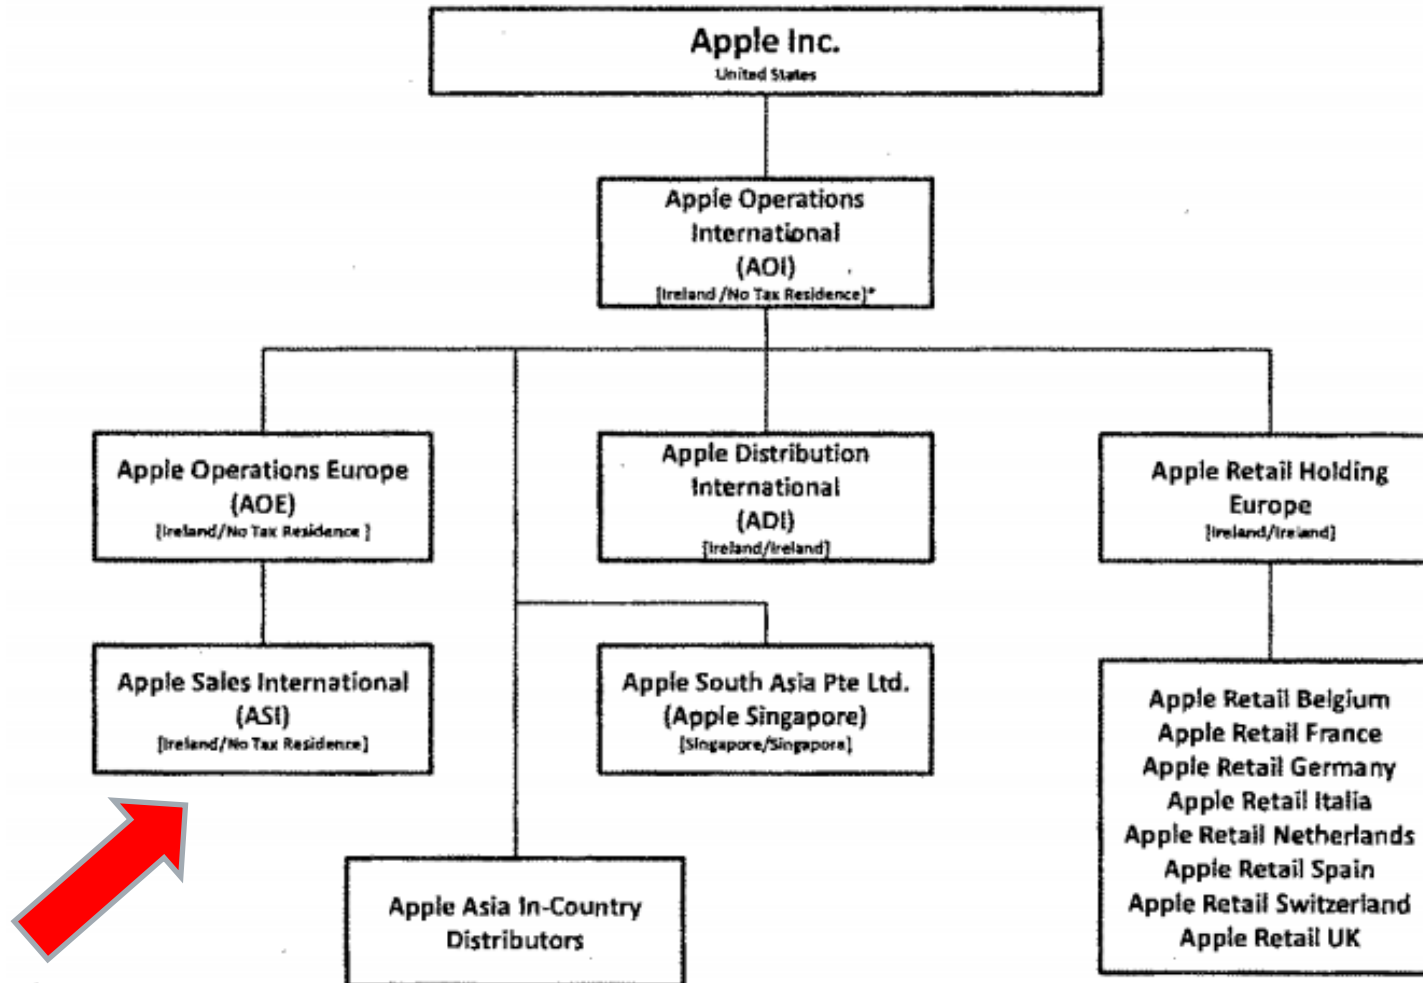 Apple Inc.
United States
Apple Operations
International
(AOI)
[Ireland/No Tax Residence]*
Apple Operations Europe
(AOE)
[Ireland/No Tax Residence]
Apple Distribution
International
(ADI)
[Ireland/Ireland]
Apple Retail Holding
Europe
[Ireland/Ireland]
Apple Sales International
(ASI)
[Ireland/No Tax Residence]
Apple South Asia Pte Ltd.
(Apple Singapore)
[Singapore/Singapore]
Apple Retail Belgium
Apple Retail France
Apple Retail Germany
Apple Retail Italia
Apple Retail Netherlands
Apple Retail Spain
Apple Retail Switzerland
Apple Retail UK
Apple Asia In-Country
Distributors